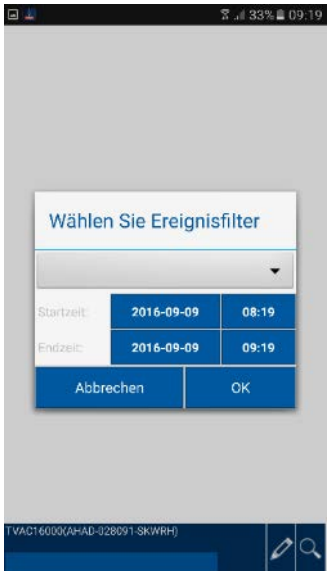 33% 09:19
Wählen Sie Ereignisfilter
Startzeit: 2016-09-09 08:19
Endzeit: 2016-09-09 09:19
Abbrechen OK
TVAC16000(AHAD-028091-SKWRH)